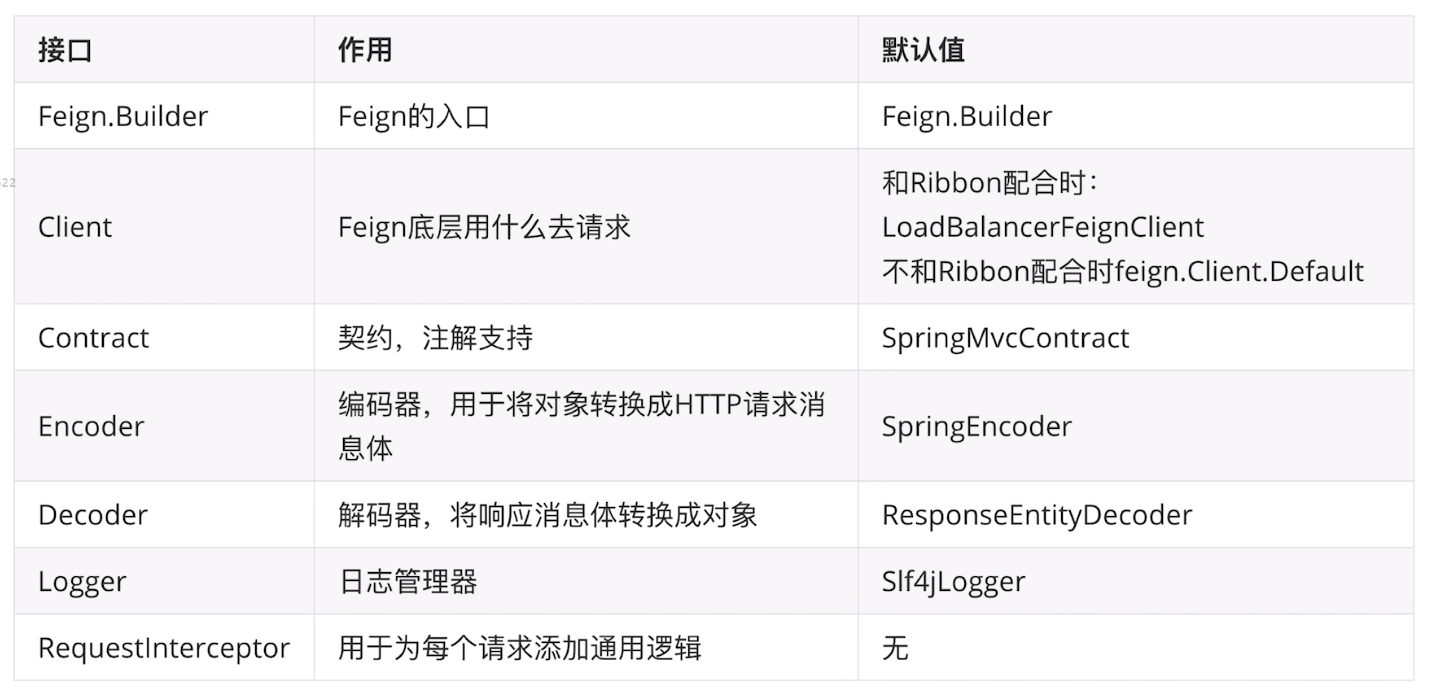 接口 作用 默认值
Feign.Builder Feign的入口 Feign.Builder
Client Feign底层用什么去请求 和Ribbon配合时：
LoadBalancerFeignClient
不和Ribbon配合时feign.Client.Default
Contract 契约，注解支持 SpringMvcContract
Encoder 编码器，用于将对象转换成HTTP请求消
息体 SpringEncoder
Decoder 解码器，将响应消息体转换成对象 ResponseEntityDecoder
Logger 日志管理器 Slf4jLogger
RequestInterceptor 用于为每个请求添加通用逻辑 无